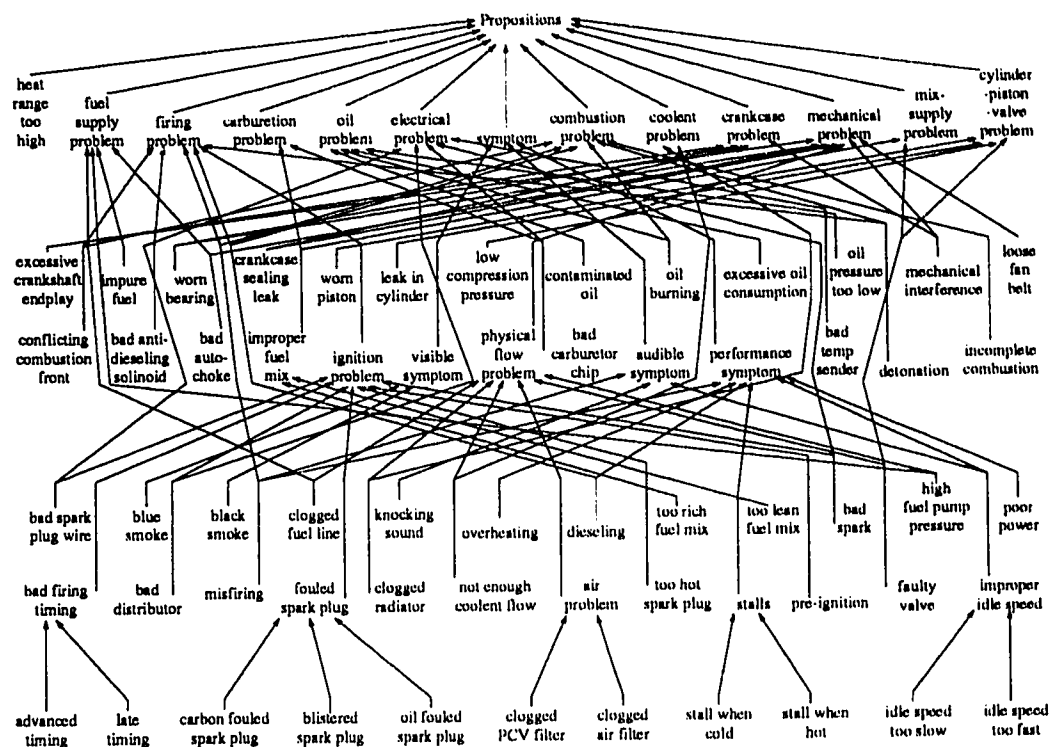 Propositions
heat
range
too
high
fuel
supply
problem
firing
problem
carburetion
problem
oil
problem
electrical
problem
symptom
combustion
problem
coolent
problem
crankcase
problem
mechanical
problem
mix-
supply
problem
cylinder
-piston
-valve
problem
excessive
crankshaft
endplay
impure
fuel
worn
bearing
crankcase
sealing
leak
worn
piston
leak in
cylinder
low
compression
pressure
contaminated
oil
oil
burning
excessive oil
consumption
oil
pressure
too low
mechanical
interference
loose
fan
belt
conflicting
combustion
front
bad anti-
dieseling
solinoid
bad
auto-
choke
improper
fuel
mix
ignition
problem
visible
symptom
physical
flow
problem
bad
carburetor
chip
audible
symptom
performance
symptom
bad
temp
sender
detonation
incomplete
combustion
bad spark
plug wire
blue
smoke
black
smoke
clogged
fuel line
knocking
sound
overheating
dieseling
too rich
fuel mix
too lean
fuel mix
bad
spark
high
fuel pump
pressure
poor
power
bad firing
timing
bad
distributor
misfiring
fouled
spark plug
clogged
radiator
not enough
coolent flow
air
problem
too hot
spark plug
stalls
pre-ignition
faulty
valve
improper
idle speed
advanced
timing
late
timing
carbon fouled
spark plug
blistered
spark plug
oil fouled
spark plug
clogged
PCV filter
clogged
air filter
stall when
cold
stall when
hot
idle speed
too slow
idle speed
too fast